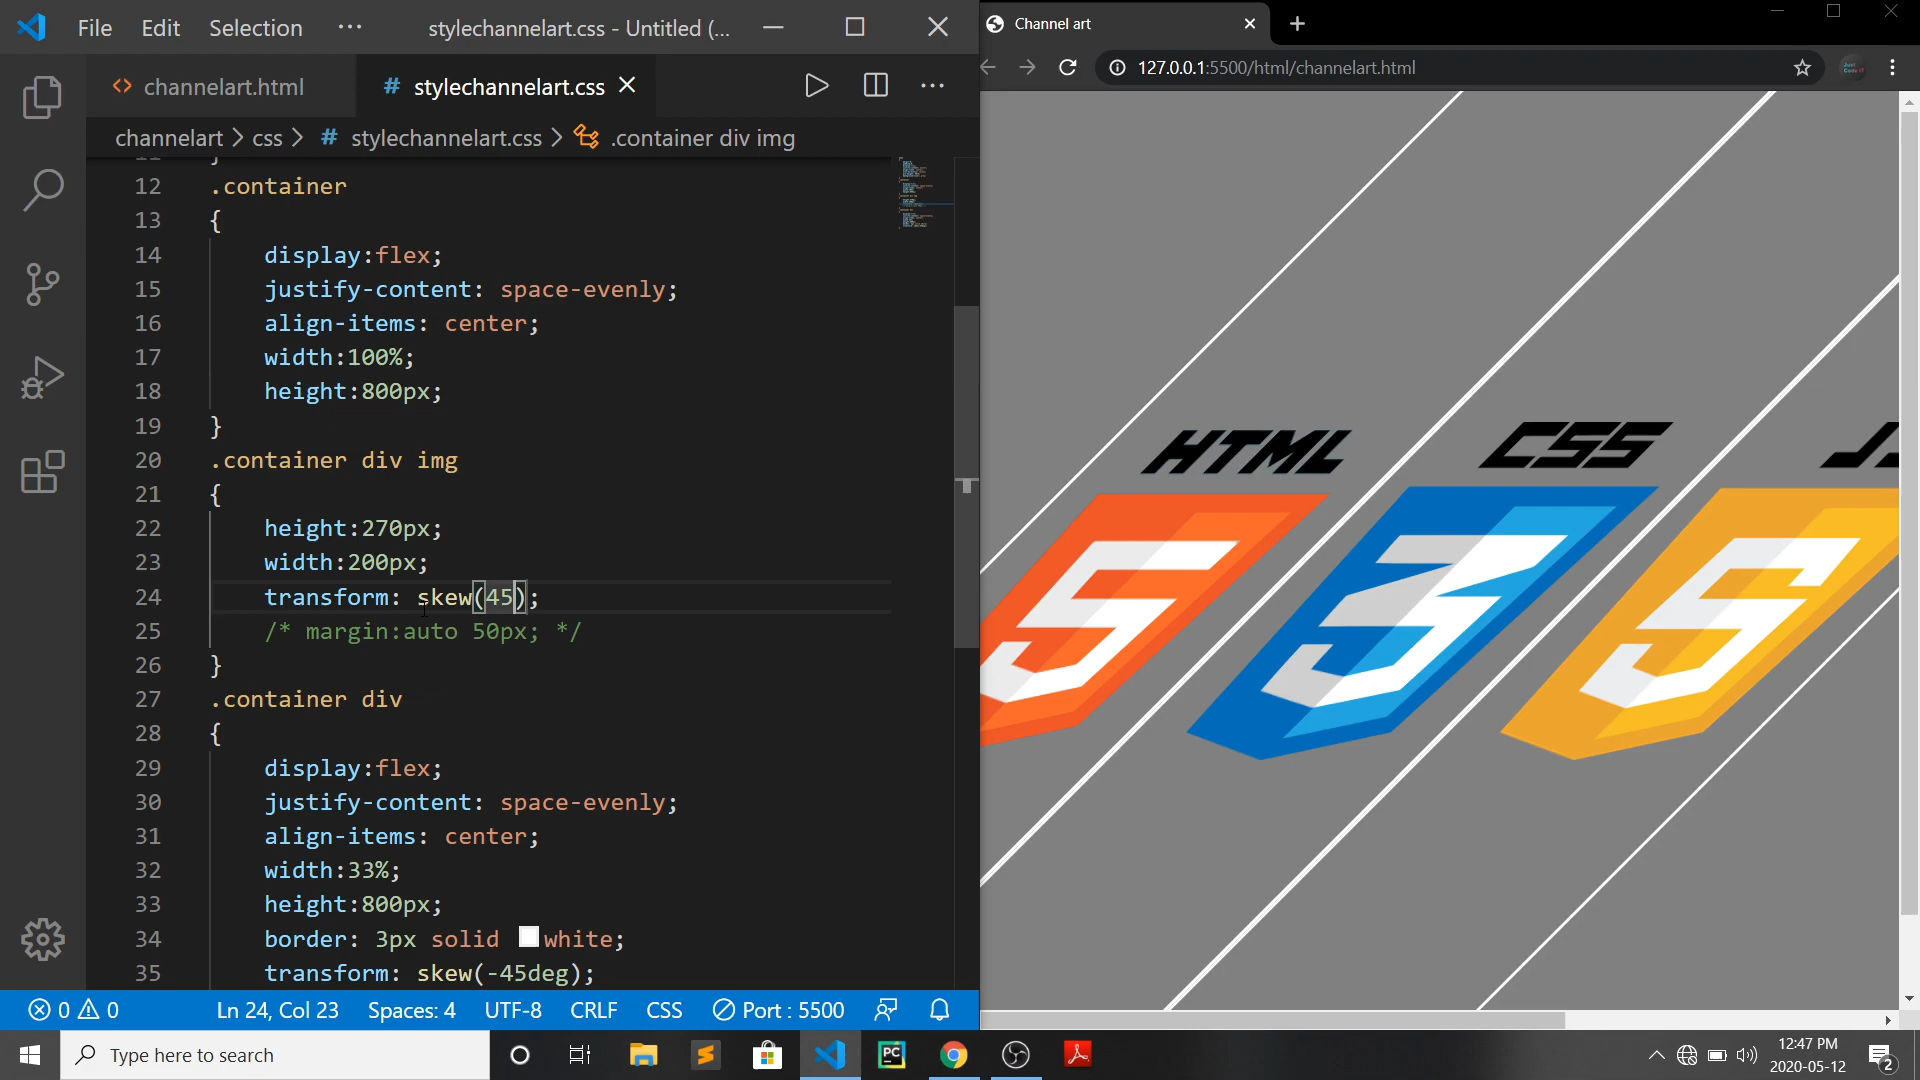 File Edit Selection ··· stylechannelart.css - Untitled (...
channelart.html # stylechannelart.css
channelart > css > # stylechannelart.css > .container div img
12 .container
13 {
14 display:flex;
15 justify-content: space-evenly;
16 align-items: center;
17 width:100%;
18 height:800px;
19 }
20 .container div img
21 {
22 height:270px;
23 width:200px;
24 transform: skew(45);
25 /* margin:auto 50px; */
26 }
27 .container div
28 {
29 display:flex;
30 justify-content: space-evenly;
31 align-items: center;
32 width:33%;
33 height:800px;
34 border: 3px solid white;
35 transform: skew(-45deg);
0 0 Ln 24, Col 23 Spaces: 4 UTF-8 CRLF CSS Port : 5500
Channel art
127.0.0.1:5500/html/channelart.html
HTML CSS
5 3
Type here to search
PC
12:47 PM
2020-05-12
2